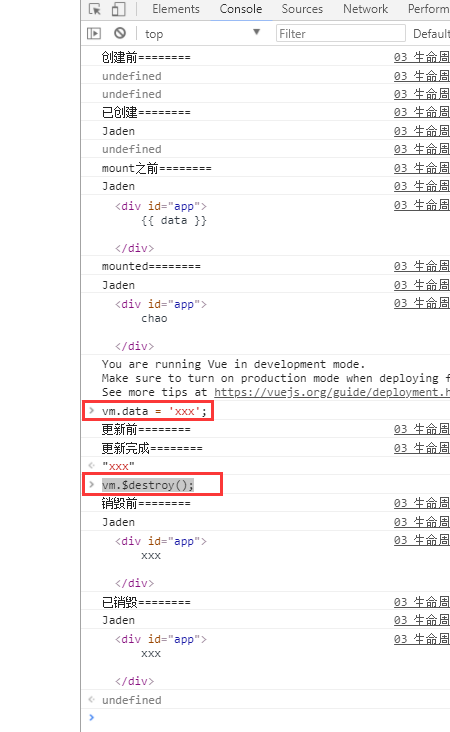 Elements Console Sources Network Perform
top ▼ Filter Default
创建前======== 03 生命周
undefined 03 生命周
undefined 03 生命周
已创建======== 03 生命周
Jaden 03 生命周
undefined 03 生命周
mount之前======== 03 生命周
Jaden 03 生命周
<div id="app"> 03 生命周
{{ data }}
</div>
mounted======== 03 生命周
Jaden 03 生命周
<div id="app"> 03 生命周
chao
</div>
You are running Vue in development mode.
Make sure to turn on production mode when deploying f
See more tips at https://vuejs.org/guide/deployment.h
> vm.data = 'xxx';
更新前======== 03 生命周
更新完成======== 03 生命周
< "xxx"
> vm.$destroy();
销毁前======== 03 生命周
Jaden 03 生命周
<div id="app"> 03 生命周
xxx
</div>
已销毁======== 03 生命周
Jaden 03 生命周
<div id="app"> 03 生命周
xxx
</div>
< undefined
>